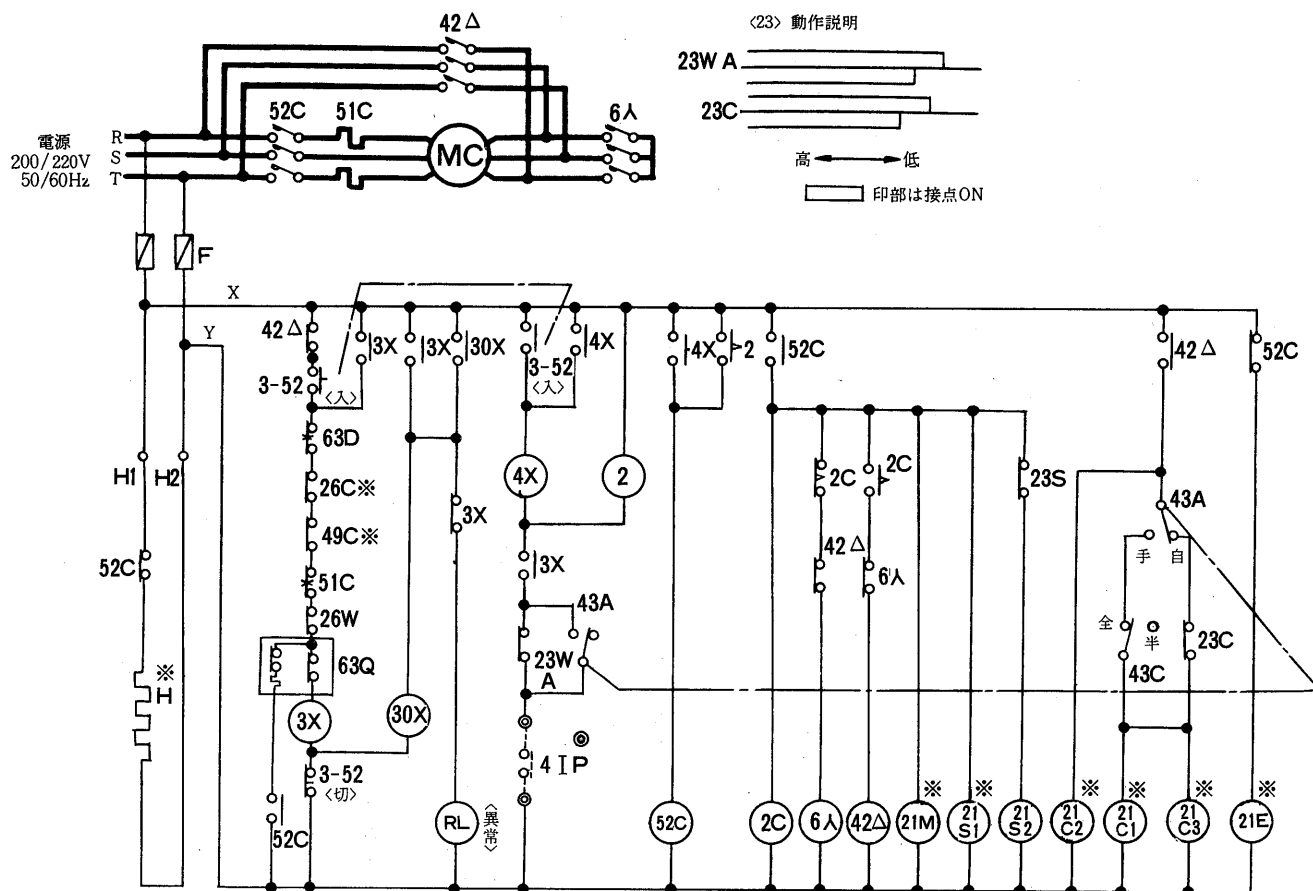 42Δ
〈23〉 動作説明
23W A
23C
高 低
印部は接点ON
52C 51C 6人
MC
電源
200/220V
50/60Hz
R
S
T
F
X
Y
42Δ
3-52
〈入〉
3X
3X
30X
3-52
〈入〉
4X
4X
2
52C
42Δ
52C
H1
H2
63D
26C※
49C※
51C
26W
63Q
3X
3-52
〈切〉
52C
52C
※
H
30X
3X
RL
〈異常〉
4X
2
3X
43A
23W
A
4IP
2C
42Δ
2C
6人
23S
43A
手 自
全
半
43C
23C
52C
2C
6人
42Δ
※
21M
※
21
S1
21
S2
※
21
C2
※
21
C1
※
21
C3
※
21E